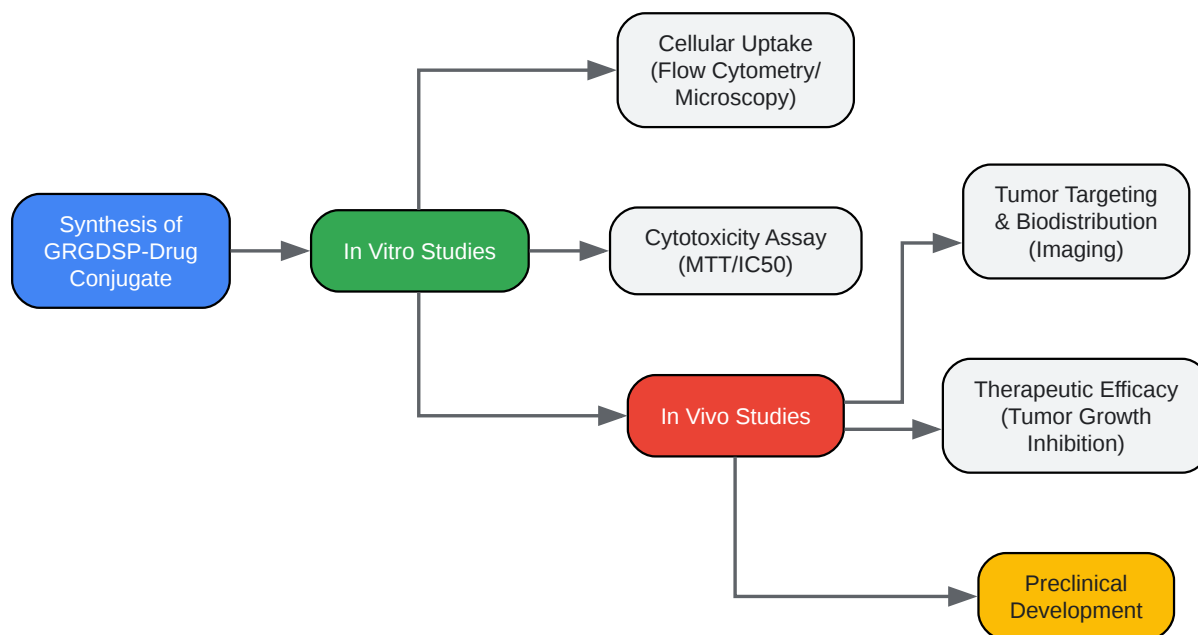 Synthesis of
GRGDSP-Drug
Conjugate
In Vitro Studies
Cellular Uptake
(Flow Cytometry/
Microscopy)
Cytotoxicity Assay
(MTT/IC50)
In Vivo Studies
Tumor Targeting
& Biodistribution
(Imaging)
Therapeutic Efficacy
(Tumor Growth
Inhibition)
Preclinical
Development